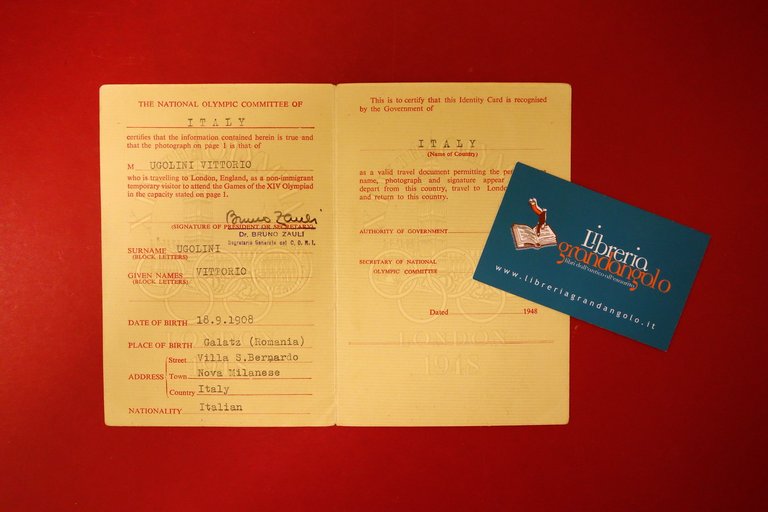 THE NATIONAL OLYMPIC COMMITTEE OF
ITALY
certifies that the information contained herein is true and
that the photograph on page 1 is that of
M UGOLINI VITTORIO
who is travelling to London, England, as a non-immigrant
temporary visitor to attend the Games of the XIV Olympiad
in the capacity stated on page 1.
Bruno Zauli
(SIGNATURE OF PRESIDENT OR SECRETARY)
Dr. BRUNO ZAULI
Segretario Generale del C.O.N.I.
SURNAME UGOLINI
(BLOCK LETTERS)
GIVEN NAMES VITTORIO
(BLOCK LETTERS)
DATE OF BIRTH 18.9.1908
PLACE OF BIRTH Galatz (Romania)
Street Villa S.Bernardo
ADDRESS Town Nova Milanese
Country Italy
NATIONALITY Italian
This is to certify that this Identity Card is recognised
by the Government of
ITALY
(Name of Country)
as a valid travel document permitting the
name, photograph and signature appear
depart from this country, travel to
and return to this country.
AUTHORITY OF GOVERNMENT
SECRETARY OF NATIONAL
OLYMPIC COMMITTEE
Dated 1948
LONDON
1948
Libreria
grandangolo
www.libreriagrandangolo.it